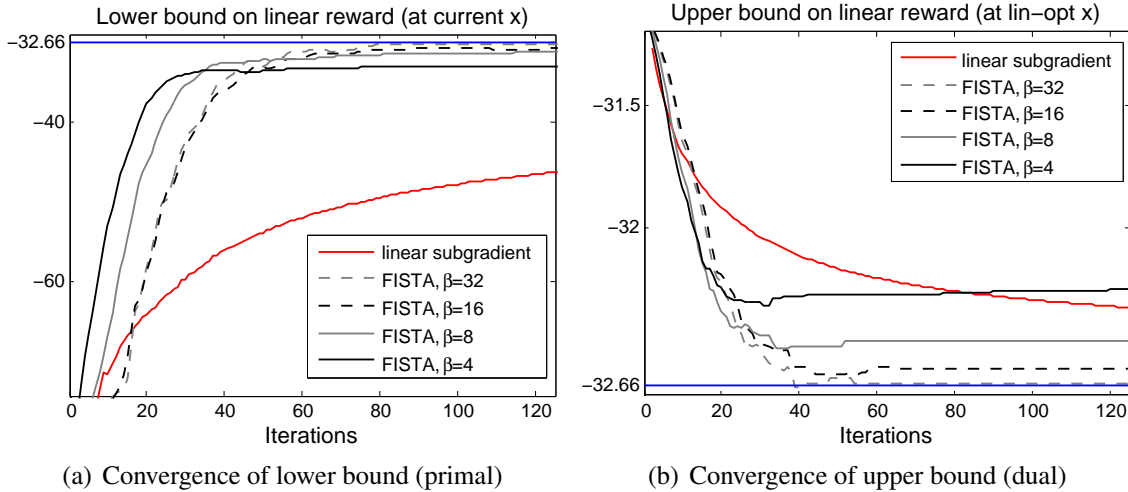 Lower bound on linear reward (at current x)
−32.66
−40
−60
linear subgradient
FISTA, β=32
FISTA, β=16
FISTA, β=8
FISTA, β=4
0 20 40 60 80 100 120
Iterations
(a) Convergence of lower bound (primal)
Upper bound on linear reward (at lin−opt x)
−31.5
−32
−32.66
linear subgradient
FISTA, β=32
FISTA, β=16
FISTA, β=8
FISTA, β=4
0 20 40 60 80 100 120
Iterations
(b) Convergence of upper bound (dual)